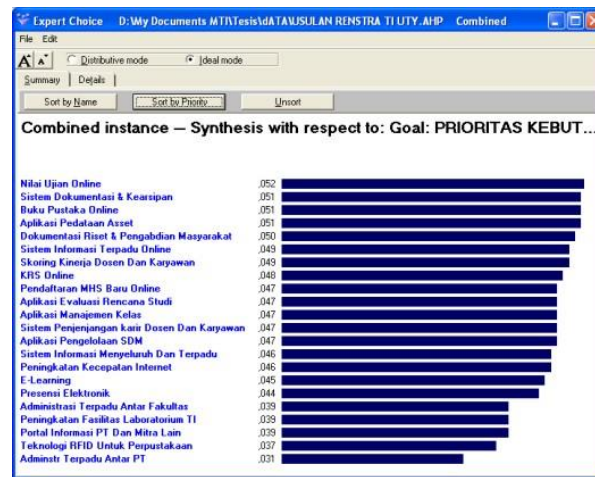 Expert Choice D:\My Documents MTI\Tesis\dATA\USULAN RENSTRA TI UTY.AHP Combined
File Edit
A A Distributive mode Ideal mode
Summary Details
Sort by Name Sort by Priority Unsort
Combined instance -- Synthesis with respect to: Goal: PRIORITAS KEBUT...
Nilai Ujian Online ,052
Sistem Dokumentasi & Kearsipan ,051
Buku Pustaka Online ,051
Aplikasi Pedataan Asset ,051
Dokumentasi Riset & Pengabdian Masyarakat ,050
Sistem Informasi Terpadu Online ,049
Skoring Kinerja Dosen Dan Karyawan ,049
KRS Online ,048
Pendaftaran MHS Baru Online ,047
Aplikasi Evaluasi Rencana Studi ,047
Aplikasi Manajemen Kelas ,047
Sistem Penjenjangan karir Dosen Dan Karyawan ,047
Aplikasi Pengelolaan SDM ,047
Sistem Informasi Menyeluruh Dan Terpadu ,046
Peningkatan Kecepatan Internet ,046
E-Learning ,045
Presensi Elektronik ,044
Administrasi Terpadu Antar Fakultas ,039
Peningkatan Fasilitas Laboratorium TI ,039
Portal Informasi PT Dan Mitra Lain ,039
Teknologi RFID Untuk Perpustakaan ,037
Adminstr Terpadu Antar PT ,031